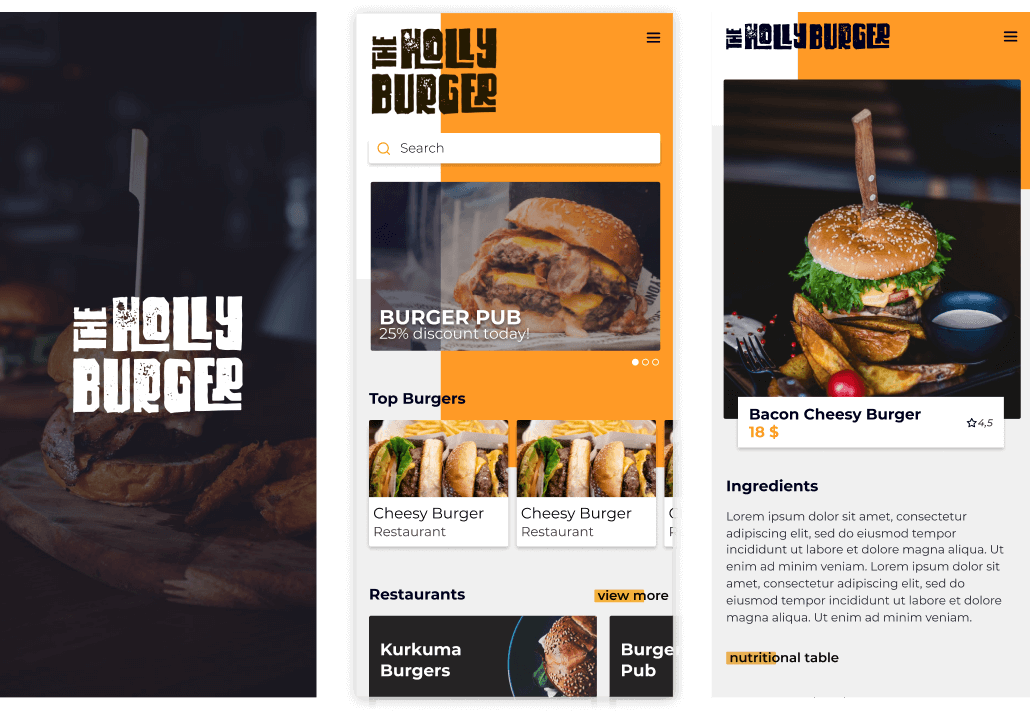 THE HOLLY
BURGER
THE HOLLY
BURGER
Search
BURGER PUB
25% discount today!
Top Burgers
Cheesy Burger
Restaurant
Cheesy Burger
Restaurant
Restaurants
view more
Kurkuma
Burgers
Burge
Pub
THE HOLLY BURGER
Bacon Cheesy Burger
18 $
4,5
Ingredients
Lorem ipsum dolor sit amet, consectetur
adipiscing elit, sed do eiusmod tempor
incididunt ut labore et dolore magna aliqua. Ut
enim ad minim veniam. Lorem ipsum dolor sit
amet, consectetur adipiscing elit, sed do
eiusmod tempor incididunt ut labore et dolore
magna aliqua. Ut enim ad minim veniam.
nutritional table